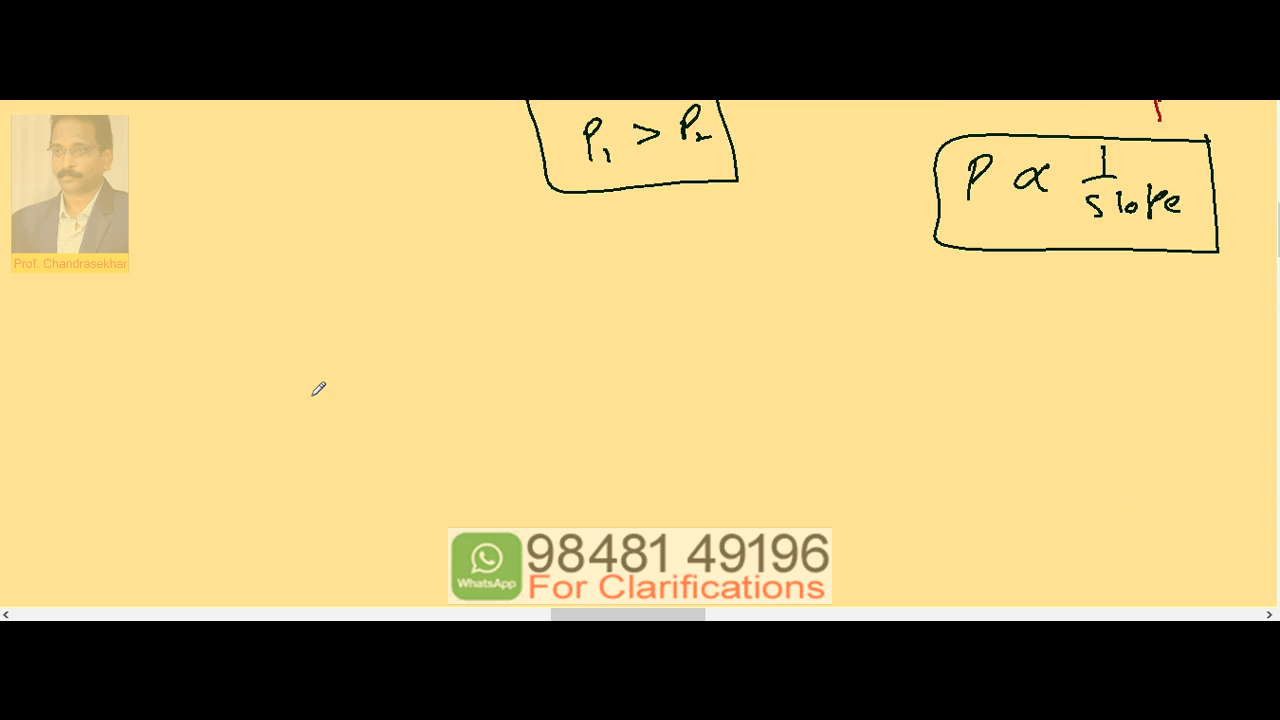 P₁ > P₂
P ∝ 1/slope
Prof. Chandrasekhar
98481 49196
WhatsApp
For Clarifications